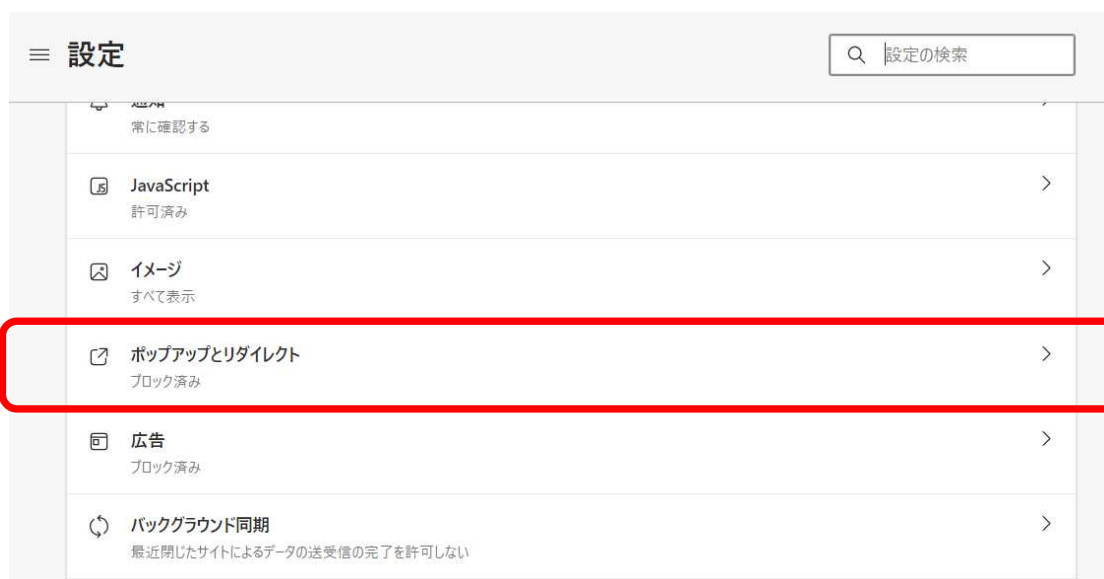 設定
設定の検索
通知
常に確認する
JavaScript
許可済み
イメージ
すべて表示
ポップアップとリダイレクト
ブロック済み
広告
ブロック済み
バックグラウンド同期
最近閉じたサイトによるデータの送受信の完了を許可しない